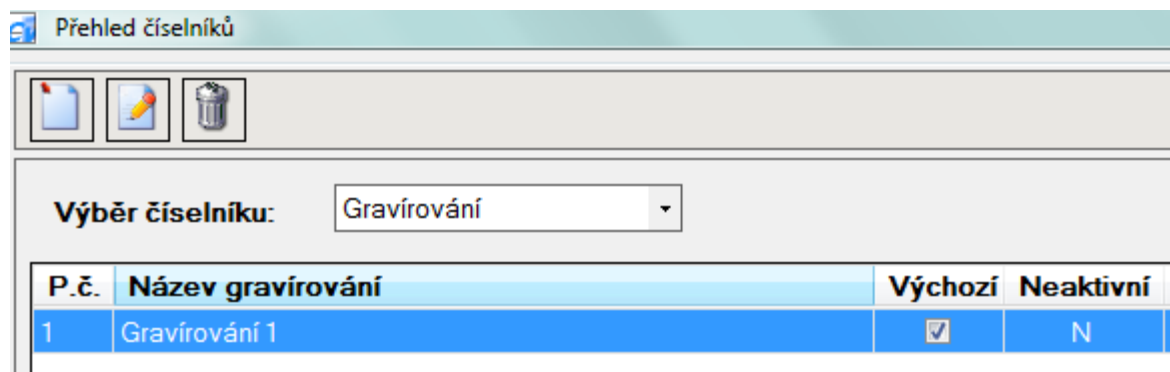 Přehled číselníků
Výběr číselníku: Gravírování
P.č. Název gravírování Výchozí Neaktivní
1 Gravírování 1 N